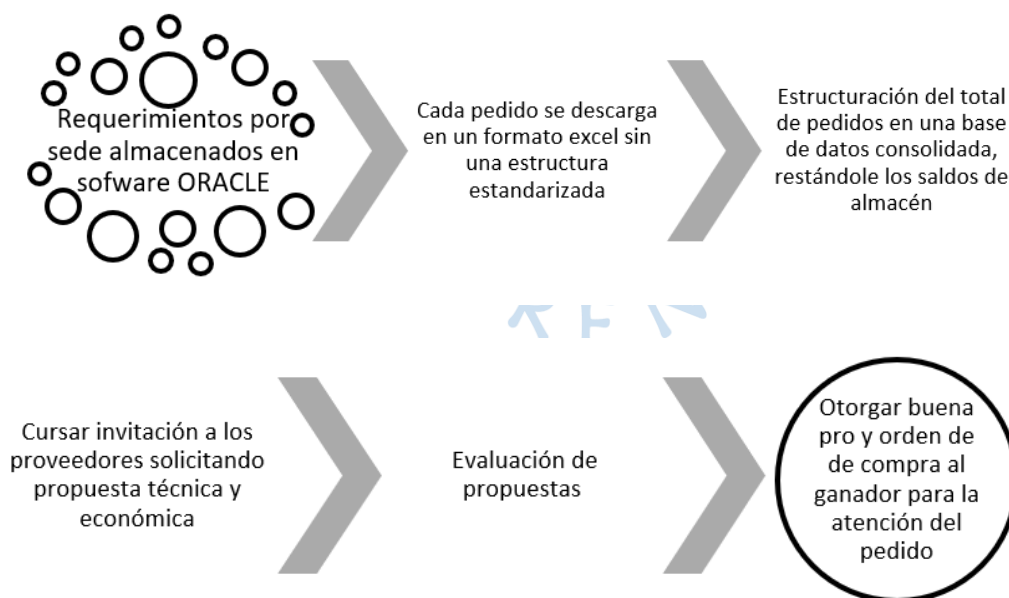 Requerimientos por
sede almacenados en
sofware ORACLE
Cada pedido se descarga
en un formato excel sin
una estructura
estandarizada
Estructuración del total
de pedidos en una base
de datos consolidada,
restándole los saldos de
almacén
Cursar invitación a los
proveedores solicitando
propuesta técnica y
económica
Evaluación de
propuestas
Otorgar buena
pro y orden de
de compra al
ganador para la
atención del
pedido